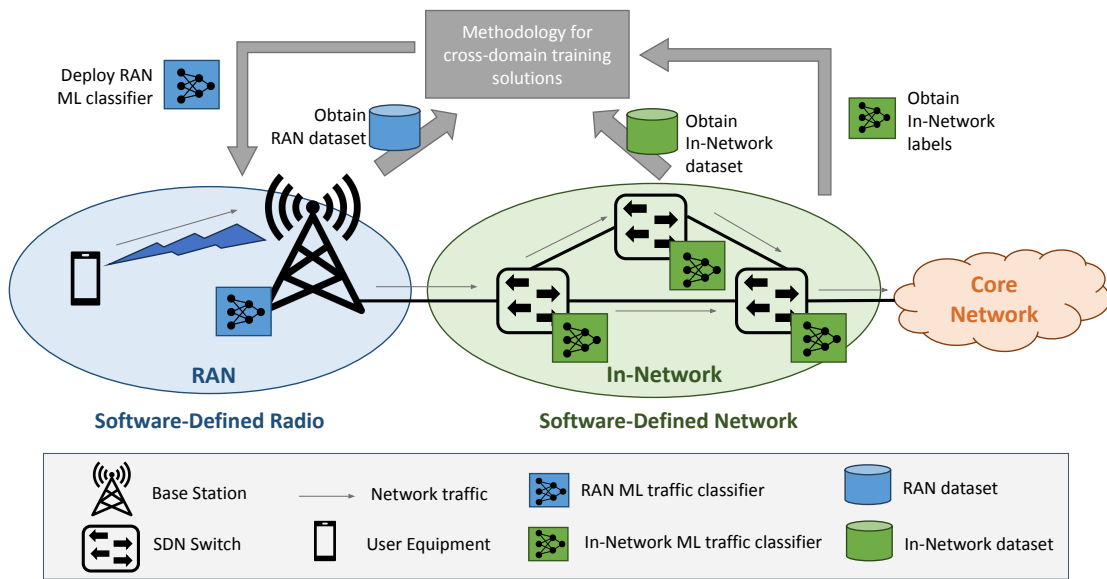 Methodology for
cross-domain training
solutions
Deploy RAN
ML classifier
Obtain
RAN dataset
Obtain
In-Network
dataset
Obtain
In-Network
labels
Core
Network
RAN
In-Network
Software-Defined Radio
Software-Defined Network
Base Station
Network traffic
RAN ML traffic classifier
RAN dataset
SDN Switch
User Equipment
In-Network ML traffic classifier
In-Network dataset